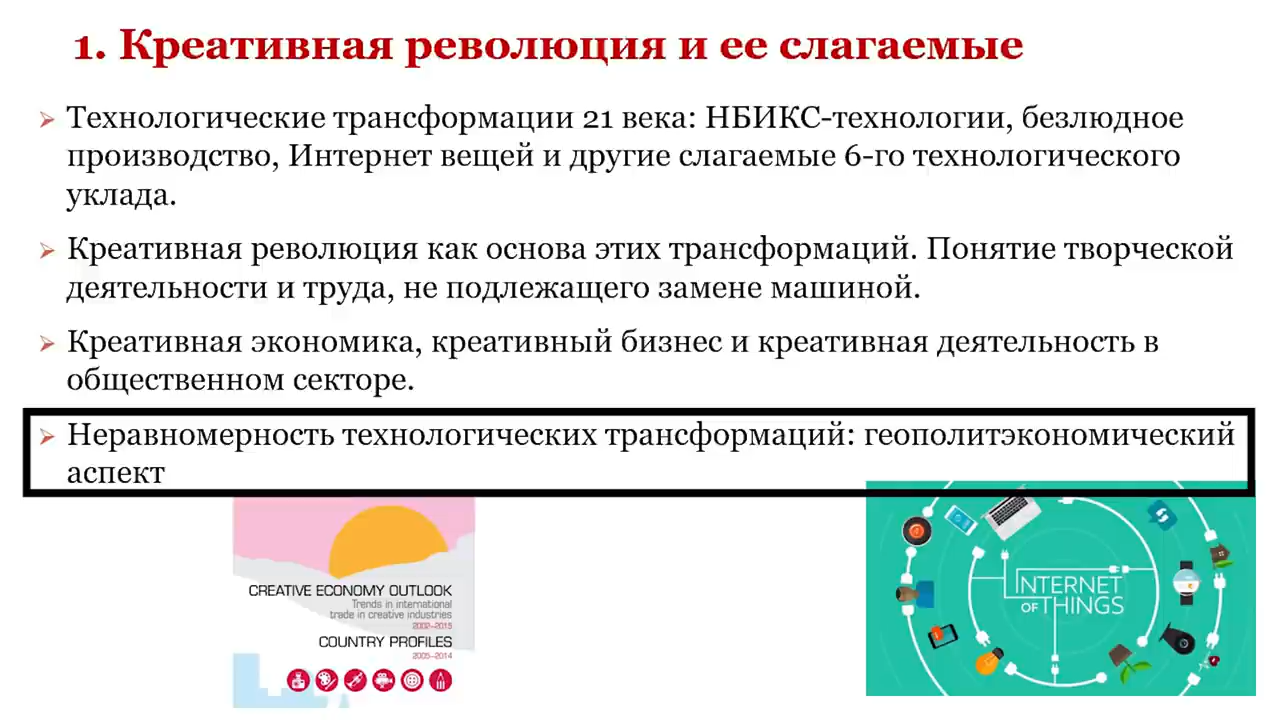 1. Креативная революция и ее слагаемые
Технологические трансформации 21 века: НБИКС-технологии, безлюдное
производство, Интернет вещей и другие слагаемые 6-го технологического
уклада.
Креативная революция как основа этих трансформаций. Понятие творческой
деятельности и труда, не подлежащего замене машиной.
Креативная экономика, креативный бизнес и креативная деятельность в
общественном секторе.
Неравномерность технологических трансформаций: геополитэкономический
аспект
CREATIVE ECONOMY OUTLOOK
Trends in international
trade in creative industries
2002–2015
COUNTRY PROFILES
2005–2014
INTERNET
OF THINGS